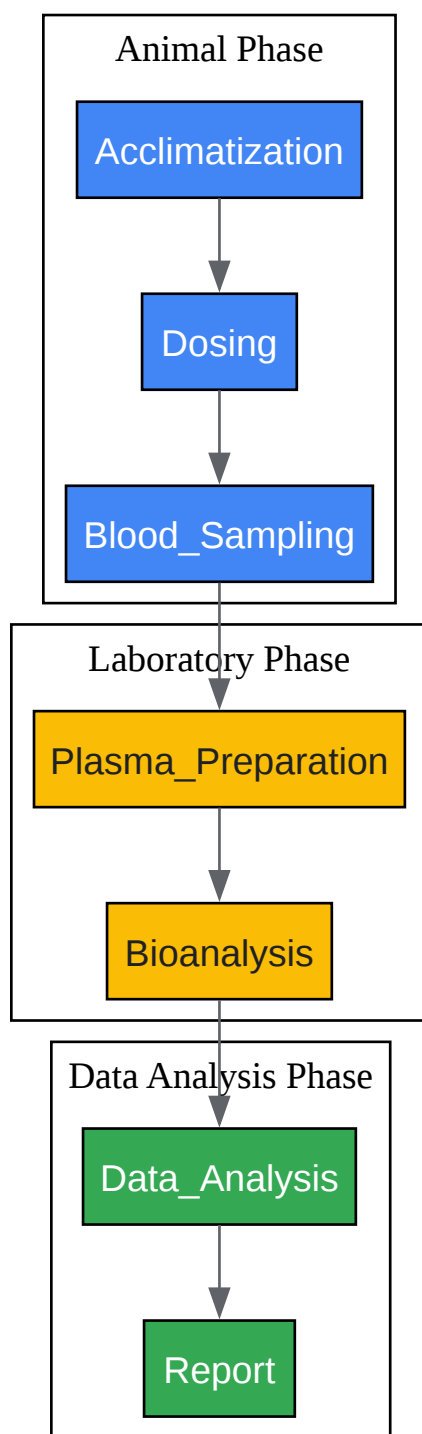 Animal Phase
Acclimatization
Dosing
Blood_Sampling
Laboratory Phase
Plasma_Preparation
Bioanalysis
Data Analysis Phase
Data_Analysis
Report